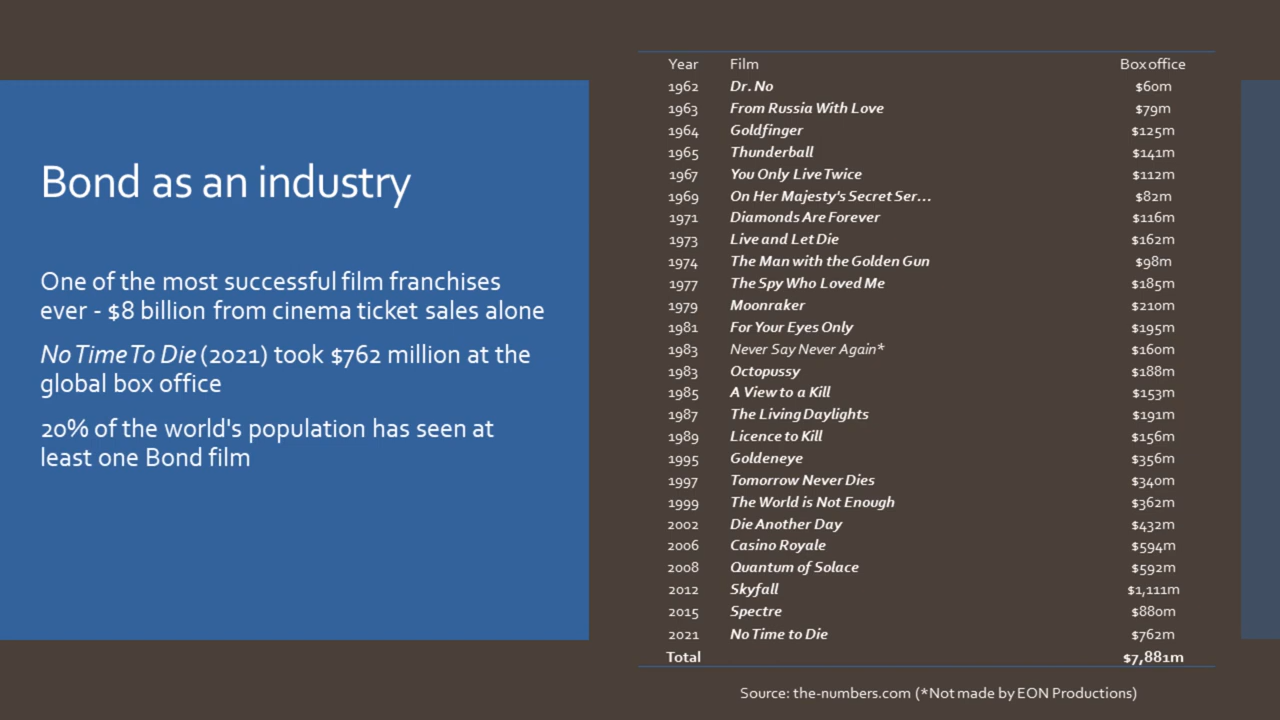 Bond as an industry
One of the most successful film franchises
ever - $8 billion from cinema ticket sales alone
No Time To Die (2021) took $762 million at the
global box office
20% of the world's population has seen at
least one Bond film
Year Film Box office
1962 Dr. No $60m
1963 From Russia With Love $79m
1964 Goldfinger $125m
1965 Thunderball $141m
1967 You Only Live Twice $112m
1969 On Her Majesty's Secret Ser... $82m
1971 Diamonds Are Forever $116m
1973 Live and Let Die $162m
1974 The Man with the Golden Gun $98m
1977 The Spy Who Loved Me $185m
1979 Moonraker $210m
1981 For Your Eyes Only $195m
1983 Never Say Never Again* $160m
1983 Octopussy $188m
1985 A View to a Kill $153m
1987 The Living Daylights $191m
1989 Licence to Kill $156m
1995 Goldeneye $356m
1997 Tomorrow Never Dies $340m
1999 The World is Not Enough $362m
2002 Die Another Day $432m
2006 Casino Royale $594m
2008 Quantum of Solace $592m
2012 Skyfall $1,111m
2015 Spectre $880m
2021 No Time to Die $762m
Total $7,881m
Source: the-numbers.com (*Not made by EON Productions)